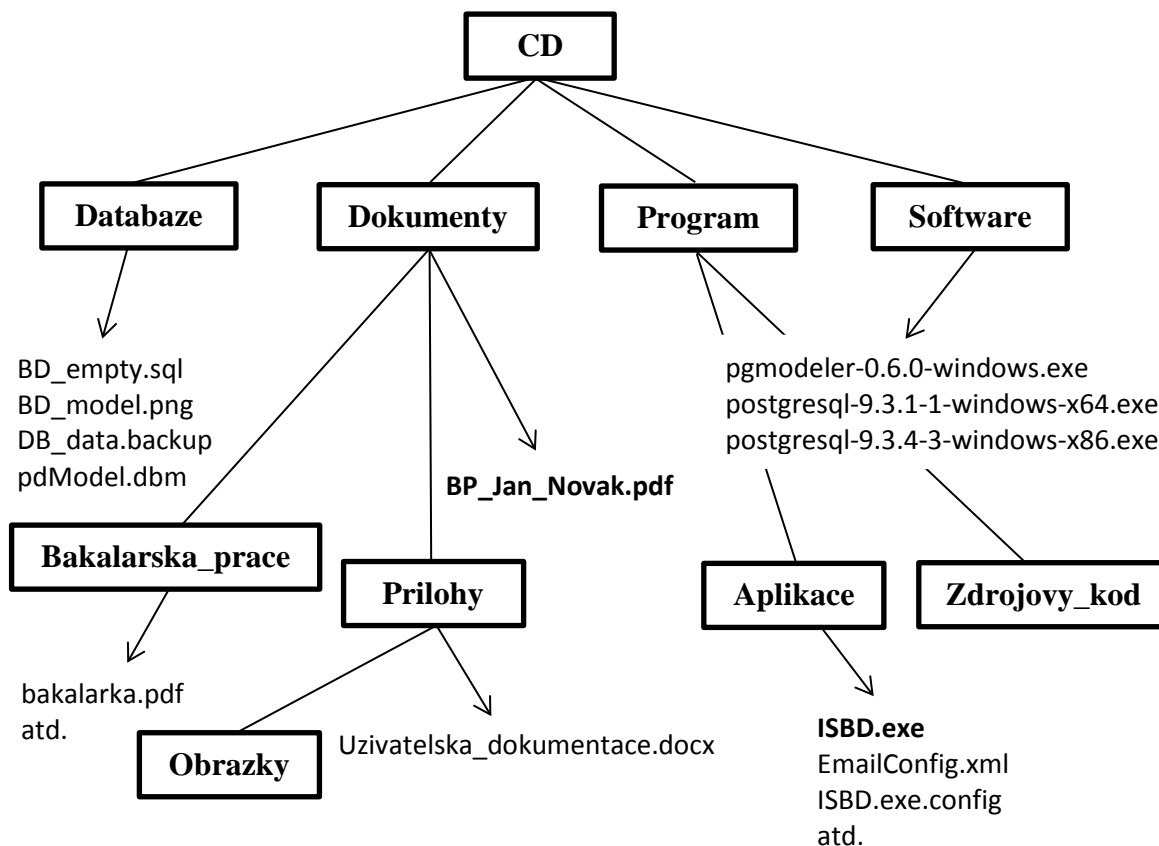 CD
Databaze
Dokumenty
Program
Software
BD_empty.sql
BD_model.png
DB_data.backup
pdModel.dbm
BP_Jan_Novak.pdf
pgmodeler-0.6.0-windows.exe
postgresql-9.3.1-1-windows-x64.exe
postgresql-9.3.4-3-windows-x86.exe
Bakalarska_prace
Prilohy
Aplikace
Zdrojovy_kod
bakalarka.pdf
atd.
Obrazky
Uzivatelska_dokumentace.docx
ISBD.exe
EmailConfig.xml
ISBD.exe.config
atd.